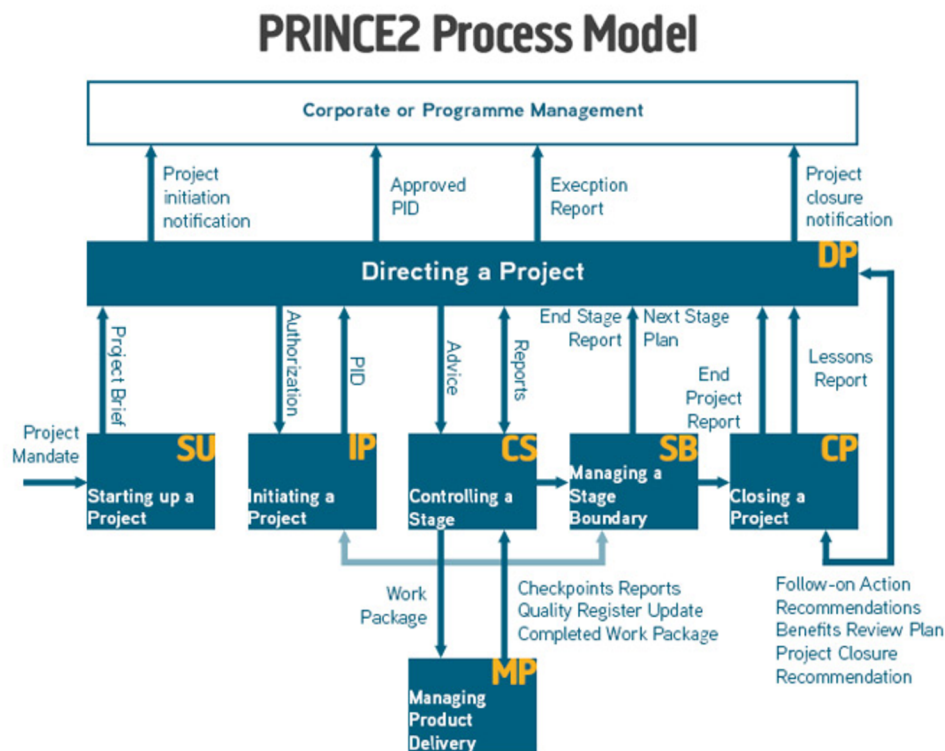 PRINCE2 Process Model
Corporate or Programme Management
Project
initiation
notification
Approved
PID
Execption
Report
Project
closure
notification
DP
Directing a Project
Project Brief
Authorization
PID
Advice
Reports
End Stage
Report
Next Stage
Plan
End
Project
Report
Lessons
Report
Project
Mandate
SU
Starting up a
Project
IP
Initiating a
Project
CS
Controlling a
Stage
SB
Managing a
Stage
Boundary
CP
Closing a
Project
Work
Package
Checkpoints Reports
Quality Register Update
Completed Work Package
Follow-on Action
Recommendations
Benefits Review Plan
Project Closure
Recommendation
MP
Managing
Product
Delivery